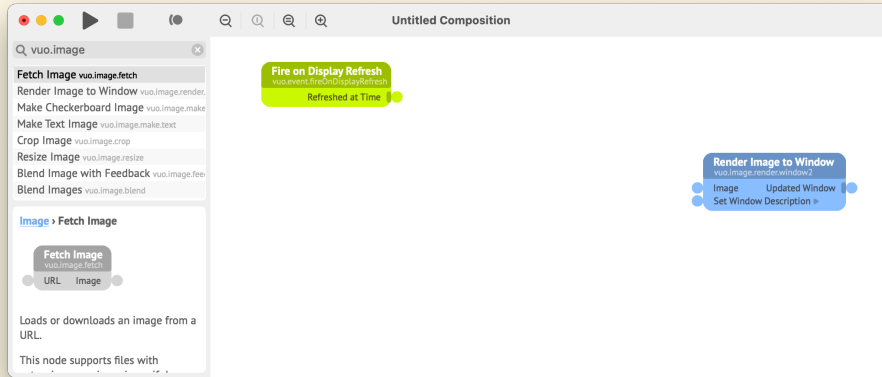 Untitled Composition
vuo.image
Fetch Image vuo.image.fetch
Render Image to Window vuo.image.render.
Make Checkerboard Image vuo.image.make
Make Text Image vuo.image.make.text
Crop Image vuo.image.crop
Resize Image vuo.image.resize
Blend Image with Feedback vuo.image.fee
Blend Images vuo.image.blend
Image › Fetch Image
Fetch Image
vuo.image.fetch
URL Image
Loads or downloads an image from a
URL.
This node supports files with
Fire on Display Refresh
vuo.event.fireOnDisplayRefresh
Refreshed at Time
Render Image to Window
vuo.image.render.window2
Image Updated Window
Set Window Description